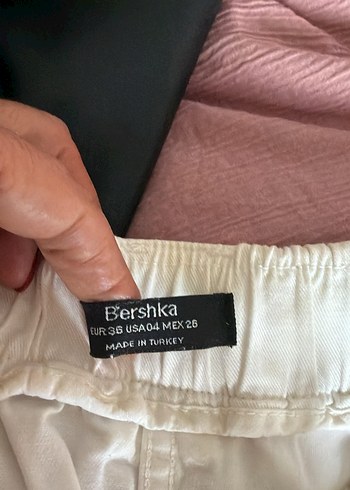 Bershka
EUR 36 USA 04 MEX 26
MADE IN TURKEY